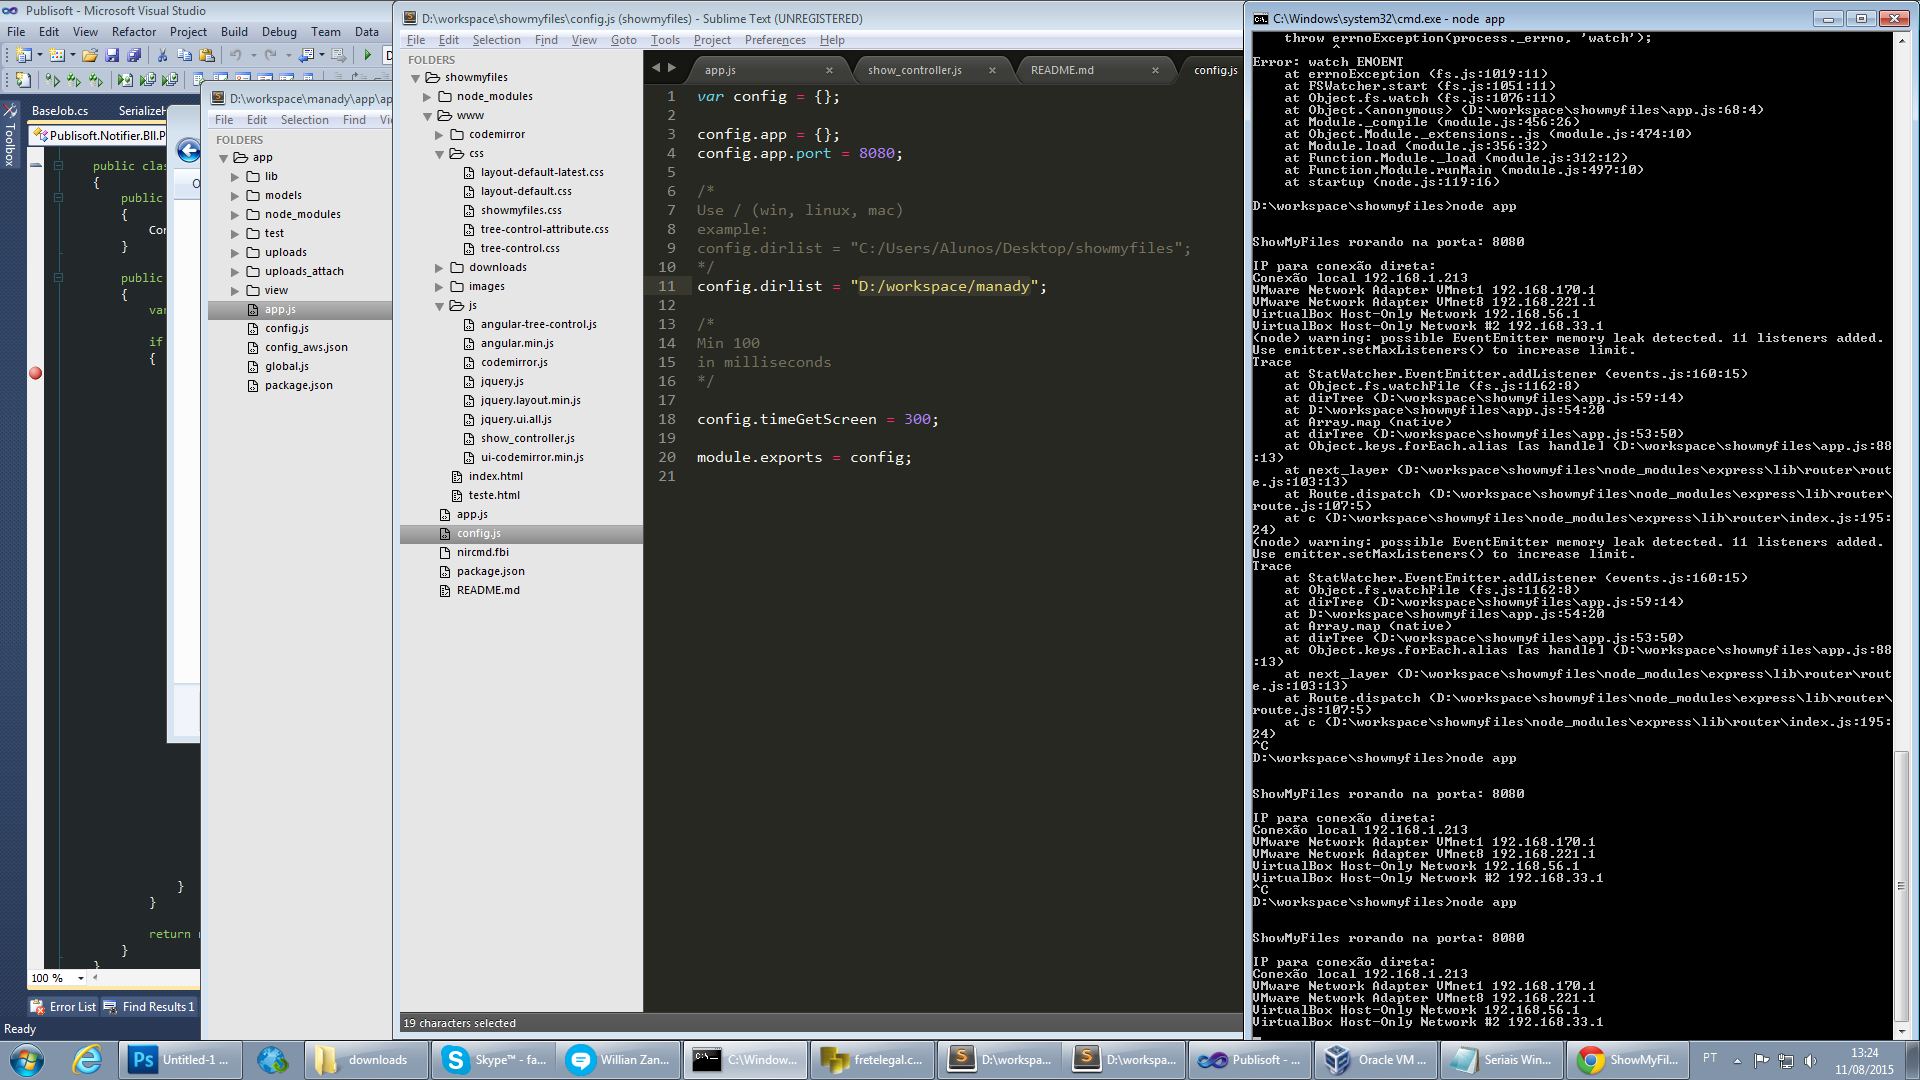 Publisoft - Microsoft Visual Studio
File Edit View Refactor Project Build Debug Team Data
Toolbox
BaseJob.cs
Publisoft.Notifier.Bll.P
public clas
{
public
{
Cor
}
public
{
var
if
{
}
}
return
}
}
100 %
Error List Find Results 1
Ready
D:\workspace\manady\app\ap
File Edit Selection Find
FOLDERS
app
lib
models
node_modules
test
uploads
uploads_attach
view
app.js
config.js
config_aws.json
global.js
package.json
D:\workspace\showmyfiles\config.js (showmyfiles) - Sublime Text (UNREGISTERED)
File Edit Selection Find View Goto Tools Project Preferences Help
FOLDERS
showmyfiles
node_modules
www
codemirror
css
layout-default-latest.css
layout-default.css
showmyfiles.css
tree-control-attribute.css
tree-control.css
downloads
images
js
angular-tree-control.js
angular.min.js
codemirror.js
jquery.js
jquery.layout.min.js
jquery.ui.all.js
show_controller.js
ui-codemirror.min.js
index.html
teste.html
app.js
config.js
nircmd.fbi
package.json
README.md
app.js show_controller.js README.md config.js
1 var config = {};
2
3 config.app = {};
4 config.app.port = 8080;
5
6 /*
7 Use / (win, linux, mac)
8 example:
9 config.dirlist = "C:/Users/Alunos/Desktop/showmyfiles";
10 */
11 config.dirlist = "D:/workspace/manady";
12
13 /*
14 Min 100
15 in milliseconds
16 */
17
18 config.timeGetScreen = 300;
19
20 module.exports = config;
21
19 characters selected
C:\Windows\system32\cmd.exe - node app
throw errnoException(process._errno, 'watch');
^
Error: watch ENOENT
at errnoException (fs.js:1019:11)
at FSWatcher.start (fs.js:1051:11)
at Object.fs.watch (fs.js:1076:11)
at Object.<anonymous> (D:\workspace\showmyfiles\app.js:68:4)
at Module._compile (module.js:456:26)
at Object.Module._extensions..js (module.js:474:10)
at Module.load (module.js:356:32)
at Function.Module._load (module.js:312:12)
at Function.Module.runMain (module.js:497:10)
at startup (node.js:119:16)
D:\workspace\showmyfiles>node app
ShowMyFiles rorando na porta: 8080
IP para conexão direta:
Conexão local 192.168.1.213
VMware Network Adapter VMnet1 192.168.170.1
VMware Network Adapter VMnet8 192.168.221.1
VirtualBox Host-Only Network 192.168.56.1
VirtualBox Host-Only Network #2 192.168.33.1
(node) warning: possible EventEmitter memory leak detected. 11 listeners added.
Use emitter.setMaxListeners() to increase limit.
Trace
at StatWatcher.EventEmitter.addListener (events.js:160:15)
at Object.fs.watchFile (fs.js:1162:8)
at dirTree (D:\workspace\showmyfiles\app.js:59:14)
at D:\workspace\showmyfiles\app.js:54:20
at Array.map (native)
at dirTree (D:\workspace\showmyfiles\app.js:53:50)
at Object.keys.forEach.alias [as handle] (D:\workspace\showmyfiles\app.js:88
:13)
at next_layer (D:\workspace\showmyfiles\node_modules\express\lib\router\rout
e.js:103:13)
at Route.dispatch (D:\workspace\showmyfiles\node_modules\express\lib\router\
route.js:107:5)
at c (D:\workspace\showmyfiles\node_modules\express\lib\router\index.js:195:
24)
(node) warning: possible EventEmitter memory leak detected. 11 listeners added.
Use emitter.setMaxListeners() to increase limit.
Trace
at StatWatcher.EventEmitter.addListener (events.js:160:15)
at Object.fs.watchFile (fs.js:1162:8)
at dirTree (D:\workspace\showmyfiles\app.js:59:14)
at D:\workspace\showmyfiles\app.js:54:20
at Array.map (native)
at dirTree (D:\workspace\showmyfiles\app.js:53:50)
at Object.keys.forEach.alias [as handle] (D:\workspace\showmyfiles\app.js:88
:13)
at next_layer (D:\workspace\showmyfiles\node_modules\express\lib\router\rout
e.js:103:13)
at Route.dispatch (D:\workspace\showmyfiles\node_modules\express\lib\router\
route.js:107:5)
at c (D:\workspace\showmyfiles\node_modules\express\lib\router\index.js:195:
24)
^C
D:\workspace\showmyfiles>node app
ShowMyFiles rorando na porta: 8080
IP para conexão direta:
Conexão local 192.168.1.213
VMware Network Adapter VMnet1 192.168.170.1
VMware Network Adapter VMnet8 192.168.221.1
VirtualBox Host-Only Network 192.168.56.1
VirtualBox Host-Only Network #2 192.168.33.1
^C
D:\workspace\showmyfiles>node app
ShowMyFiles rorando na porta: 8080
IP para conexão direta:
Conexão local 192.168.1.213
VMware Network Adapter VMnet1 192.168.170.1
VMware Network Adapter VMnet8 192.168.221.1
VirtualBox Host-Only Network 192.168.56.1
VirtualBox Host-Only Network #2 192.168.33.1
Untitled-1 ... downloads Skype™ - fa... Willian Zan... C:\Window... fretelegal.c... D:\workspa... D:\workspa... Publisoft - ... Oracle VM ... Seriais Win... ShowMyFil... PT 13:24
11/08/2015